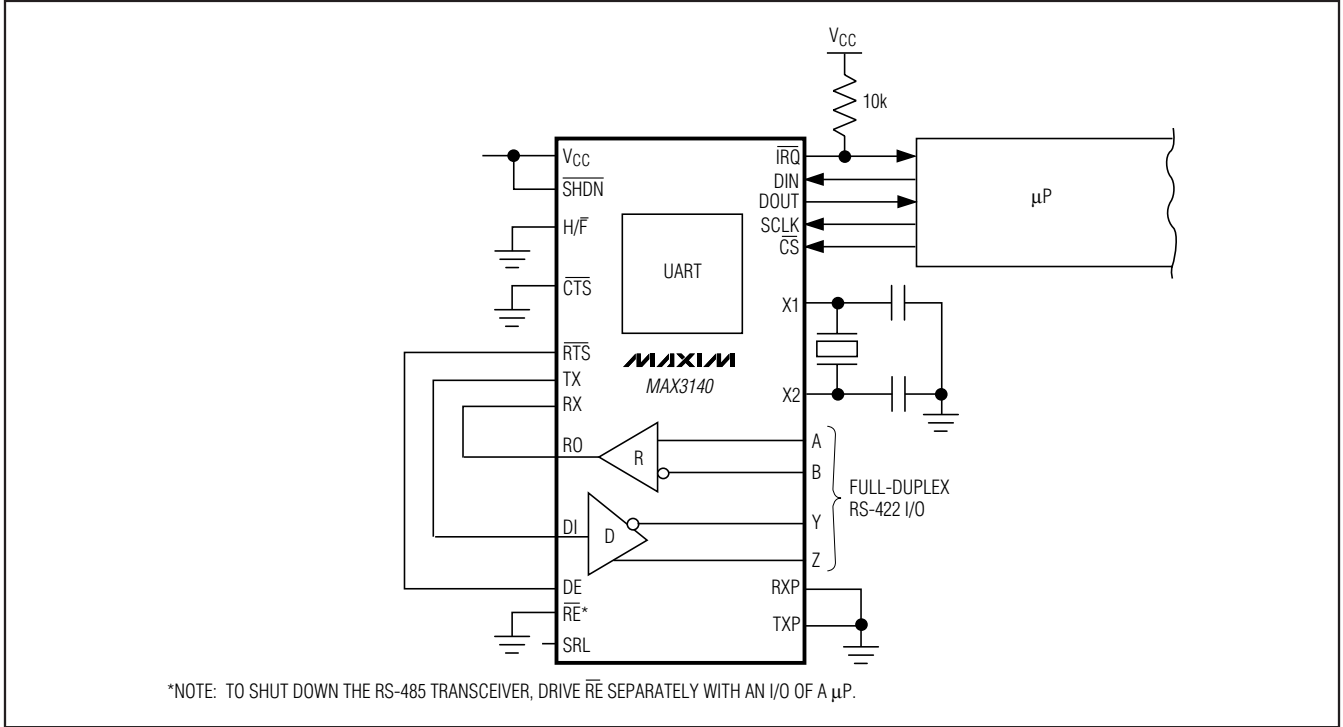 VCC
10k
VCC
SHDN
H/F
CTS
RTS
TX
RX
RO
DI
DE
RE*
SRL
UART
MAXIM
MAX3140
R
D
IRQ
DIN
DOUT
SCLK
CS
X1
X2
A
B
Y
Z
RXP
TXP
µP
FULL-DUPLEX
RS-422 I/O
*NOTE: TO SHUT DOWN THE RS-485 TRANSCEIVER, DRIVE RE SEPARATELY WITH AN I/O OF A µP.